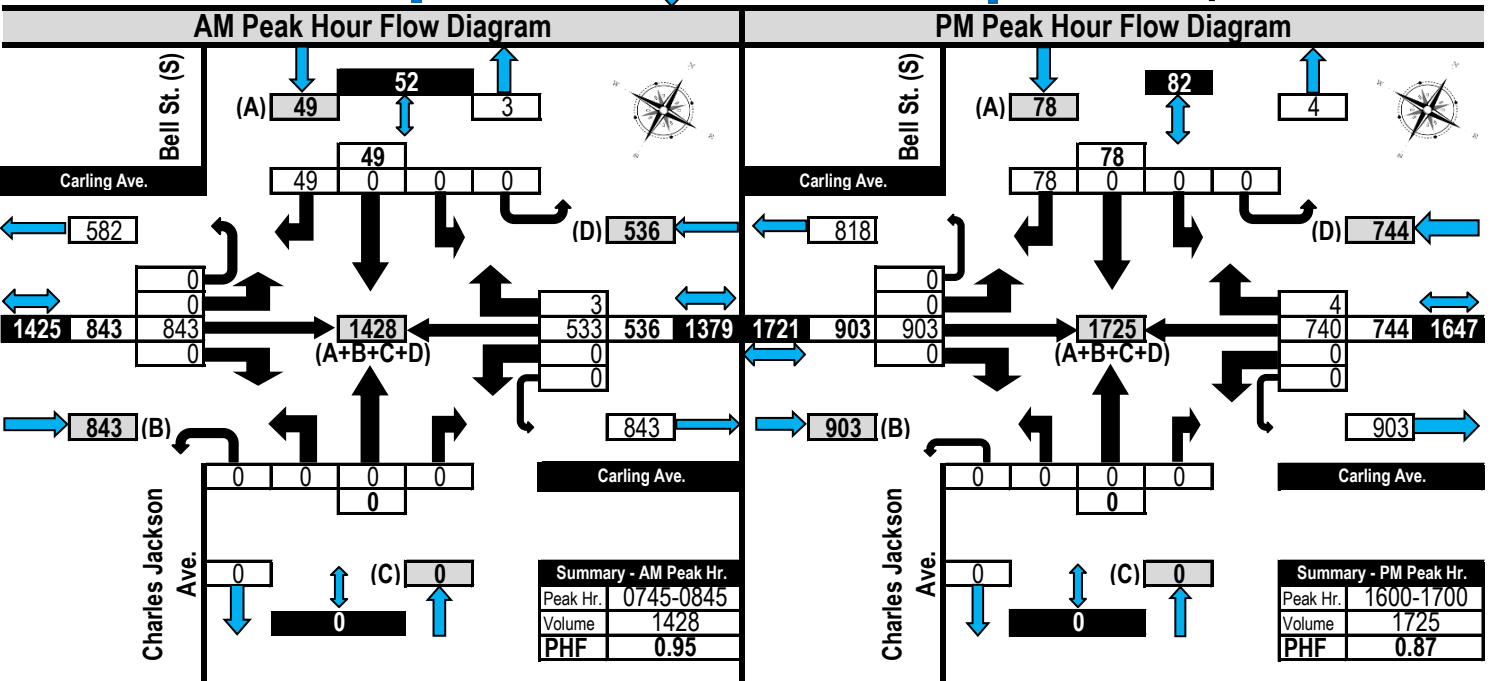 AM Peak Hour Flow Diagram
Bell St. (S)
52
(A) 49 3
49
49 0 0 0
Carling Ave.
582
(D) 536
0
0
1425 843 843
0
1428
(A+B+C+D)
3
533 536 1379
0
0
843 (B)
843
0 0 0 0
0
Carling Ave.
Charles Jackson
Ave.
0
(C) 0
0
Summary - AM Peak Hr.
Peak Hr. 0745-0845
Volume 1428
PHF 0.95
PM Peak Hour Flow Diagram
Bell St. (S)
82
(A) 78 4
78
78 0 0 0
Carling Ave.
818
(D) 744
0
0
1721 903 903
0
1725
(A+B+C+D)
4
740 744 1647
0
0
903 (B)
903
0 0 0 0
0
Carling Ave.
Charles Jackson
Ave.
0
(C) 0
0
Summary - PM Peak Hr.
Peak Hr. 1600-1700
Volume 1725
PHF 0.87